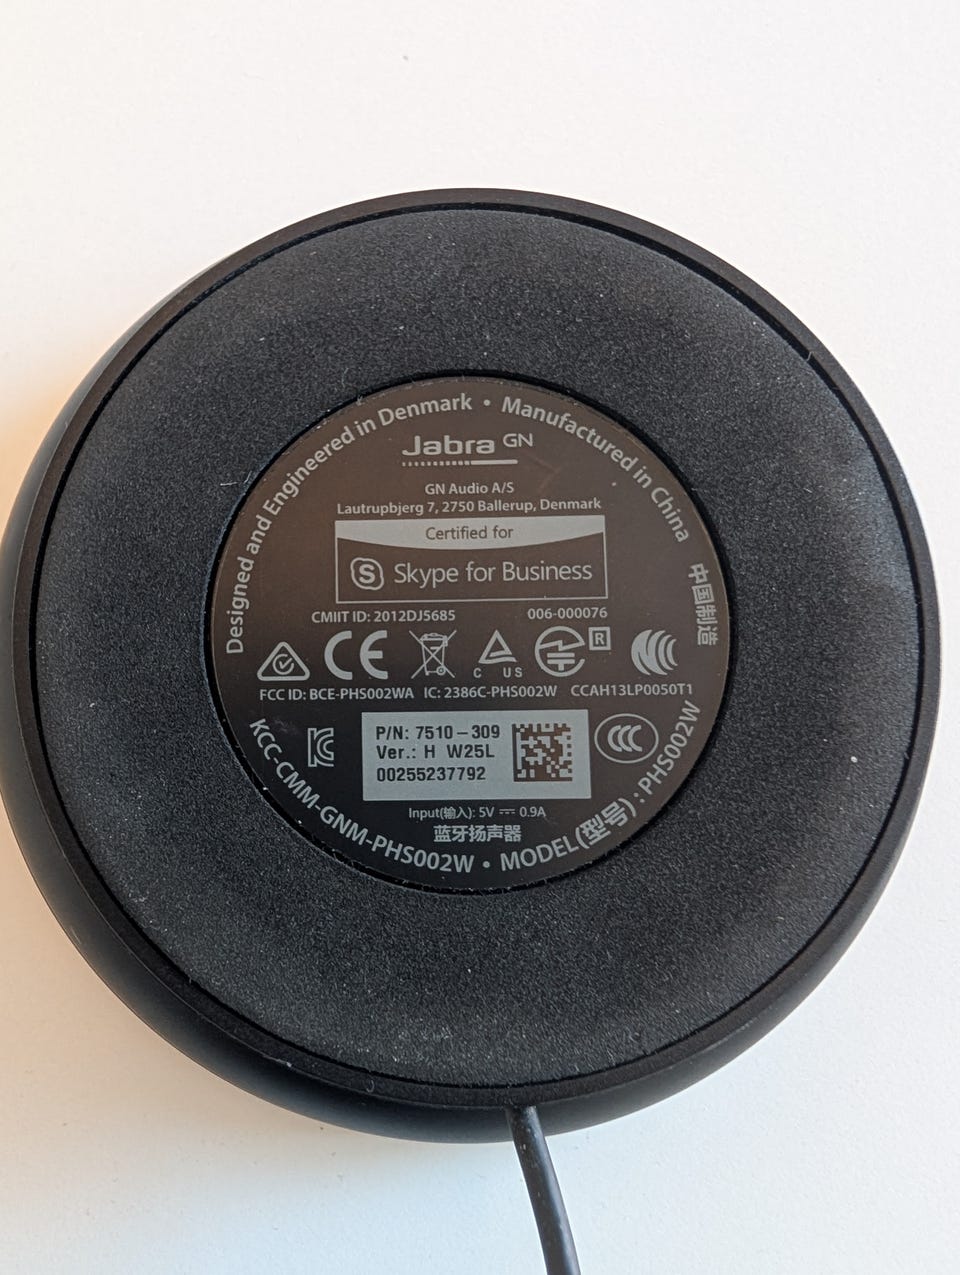 Designed and Engineered in Denmark • Manufactured in China
中国制造
Jabra GN
GN Audio A/S
Lautrupbjerg 7, 2750 Ballerup, Denmark
Certified for
S Skype for Business
CMIIT ID: 2012DJ5685 006-000076
CE C US R
FCC ID: BCE-PHS002WA IC: 2386C-PHS002W CCAH13LP0050T1
P/N: 7510-309
Ver.: H W25L
00255237792
CCC
Input(输入): 5V ⎓ 0.9A
蓝牙扬声器
KCC-CMM-GNM-PHS002W • MODEL(型号): PHS002W